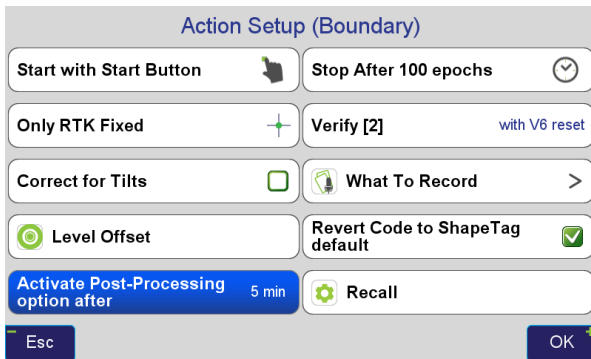 Action Setup (Boundary)
Start with Start Button
Stop After 100 epochs
Only RTK Fixed
Verify [2] with V6 reset
Correct for Tilts
What To Record >
Level Offset
Revert Code to ShapeTag
default
Activate Post-Processing
option after 5 min
Recall
Esc
OK